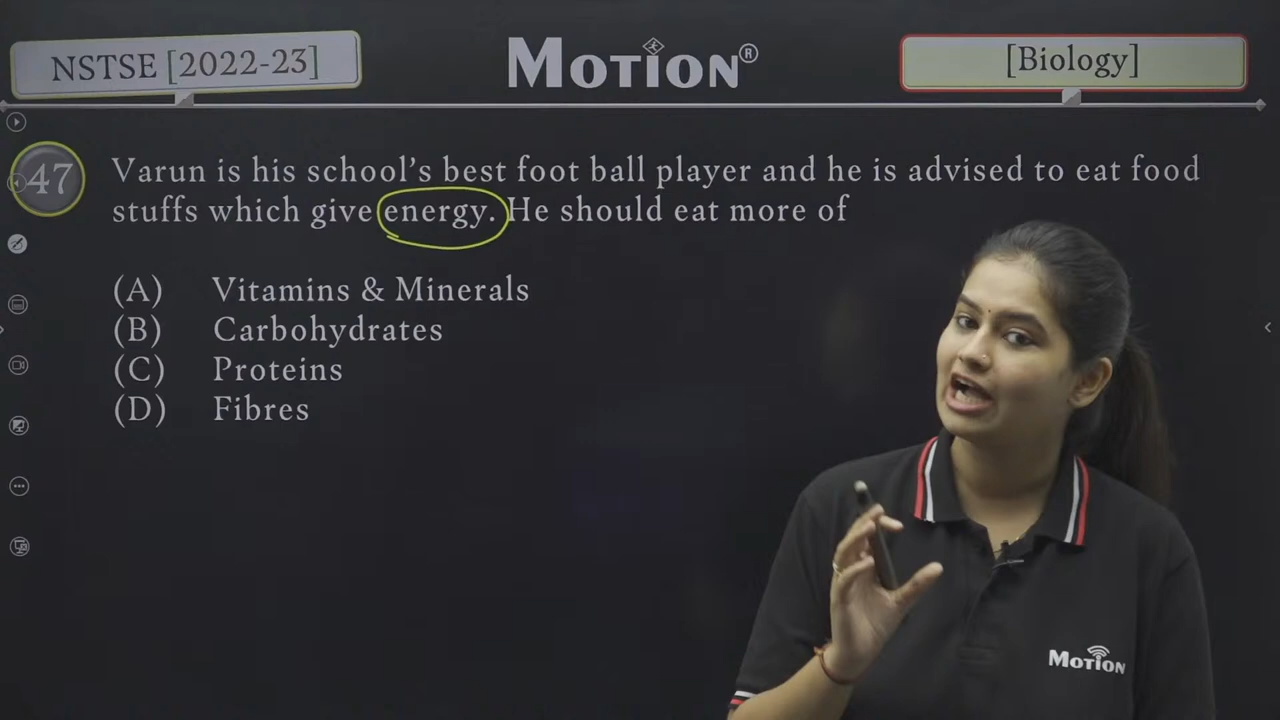 NSTSE [2022-23]
MOTION®
[Biology]
47
Varun is his school's best foot ball player and he is advised to eat food
stuffs which give energy. He should eat more of
(A) Vitamins & Minerals
(B) Carbohydrates
(C) Proteins
(D) Fibres
MOTION